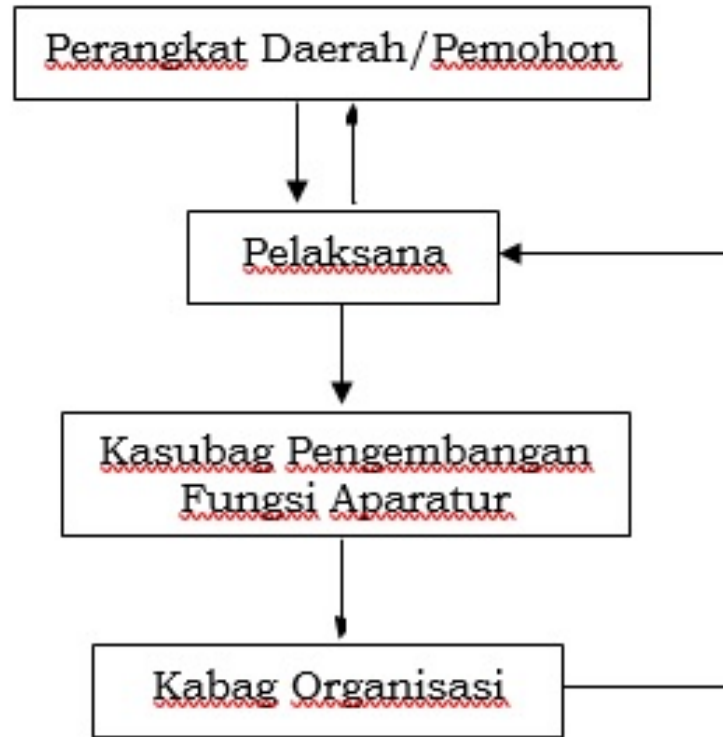 Perangkat Daerah/Pemohon
Pelaksana
Kasubag Pengembangan
Fungsi Aparatur
Kabag Organisasi